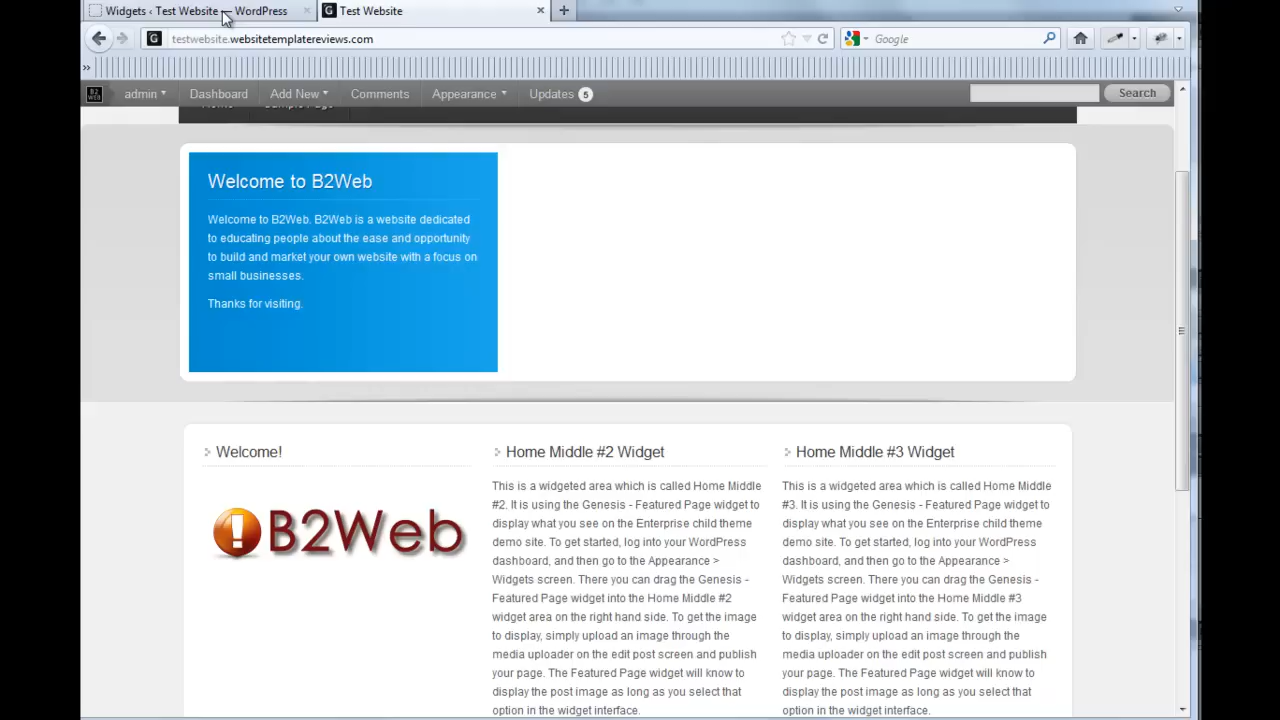 Widgets ‹ Test Website — WordPress
Test Website
testwebsite.websitetemplatereviews.com
Google
B2 WEB
admin
Dashboard
Add New
Comments
Appearance
Updates 5
Search
Home
Sample Page
Welcome to B2Web
Welcome to B2Web. B2Web is a website dedicated
to educating people about the ease and opportunity
to build and market your own website with a focus on
small businesses.
Thanks for visiting.
Welcome!
B2Web
Home Middle #2 Widget
This is a widgeted area which is called Home Middle
#2. It is using the Genesis - Featured Page widget to
display what you see on the Enterprise child theme
demo site. To get started, log into your WordPress
dashboard, and then go to the Appearance >
Widgets screen. There you can drag the Genesis -
Featured Page widget into the Home Middle #2
widget area on the right hand side. To get the image
to display, simply upload an image through the
media uploader on the edit post screen and publish
your page. The Featured Page widget will know to
display the post image as long as you select that
option in the widget interface.
Home Middle #3 Widget
This is a widgeted area which is called Home Middle
#3. It is using the Genesis - Featured Page widget to
display what you see on the Enterprise child theme
demo site. To get started, log into your WordPress
dashboard, and then go to the Appearance >
Widgets screen. There you can drag the Genesis -
Featured Page widget into the Home Middle #3
widget area on the right hand side. To get the image
to display, simply upload an image through the
media uploader on the edit post screen and publish
your page. The Featured Page widget will know to
display the post image as long as you select that
option in the widget interface.